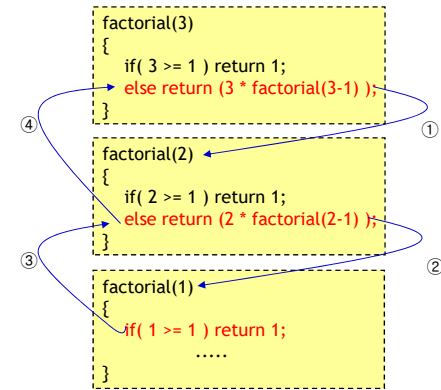 factorial(3)
{
if( 3 >= 1 ) return 1;
else return (3 * factorial(3-1) );
}
④
①
factorial(2)
{
if( 2 >= 1 ) return 1;
else return (2 * factorial(2-1) );
}
③
②
factorial(1)
{
if( 1 >= 1 ) return 1;
.....
}